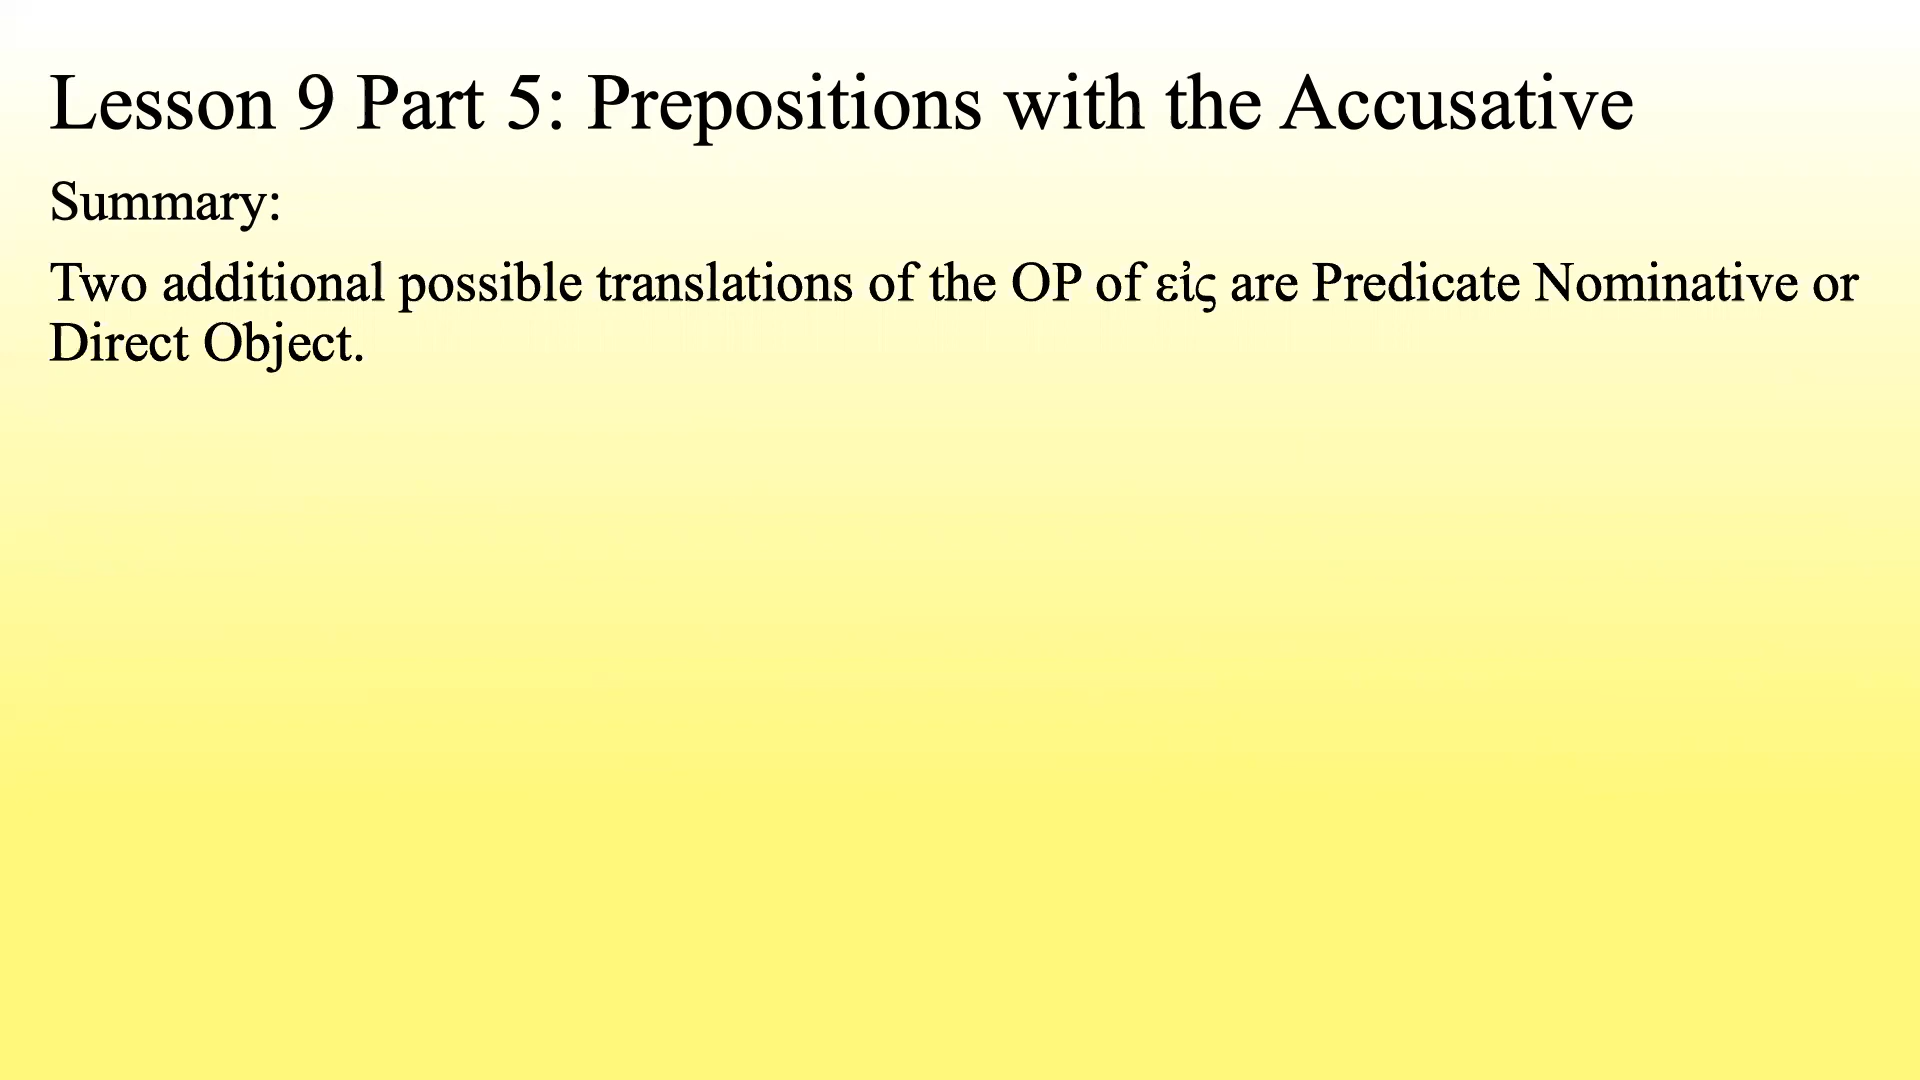 Lesson 9 Part 5: Prepositions with the Accusative
Summary:
Two additional possible translations of the OP of εἰς are Predicate Nominative or
Direct Object.